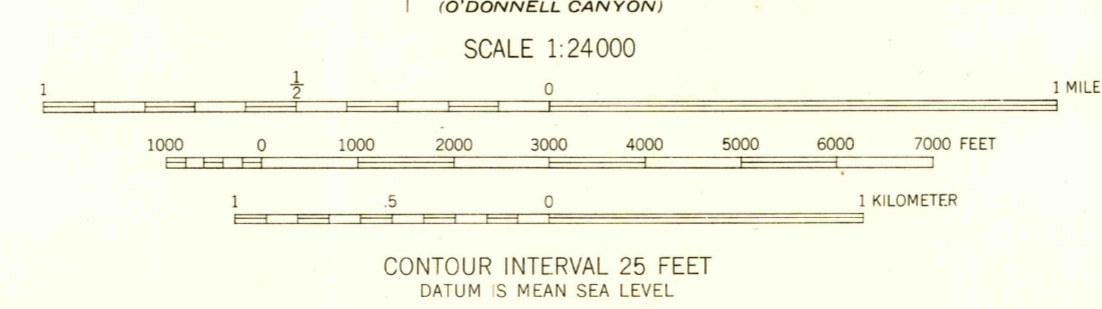 (O'DONNELL CANYON)
SCALE 1:24000
1 1/2 0 1 MILE
1000 0 1000 2000 3000 4000 5000 6000 7000 FEET
1 .5 0 1 KILOMETER
CONTOUR INTERVAL 25 FEET
DATUM IS MEAN SEA LEVEL